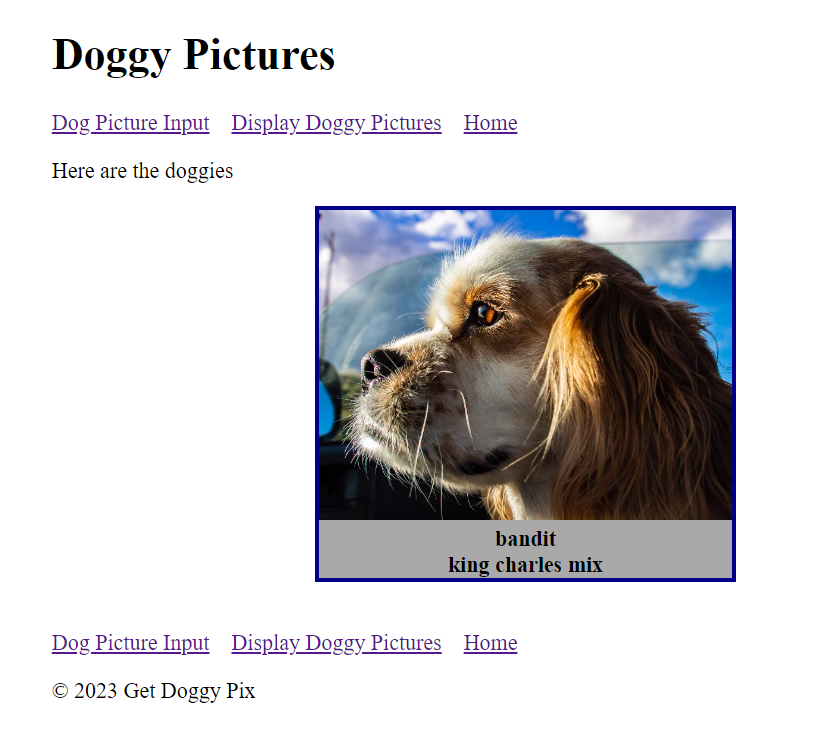 Doggy Pictures
Dog Picture Input Display Doggy Pictures Home
Here are the doggies
bandit
king charles mix
Dog Picture Input Display Doggy Pictures Home
© 2023 Get Doggy Pix